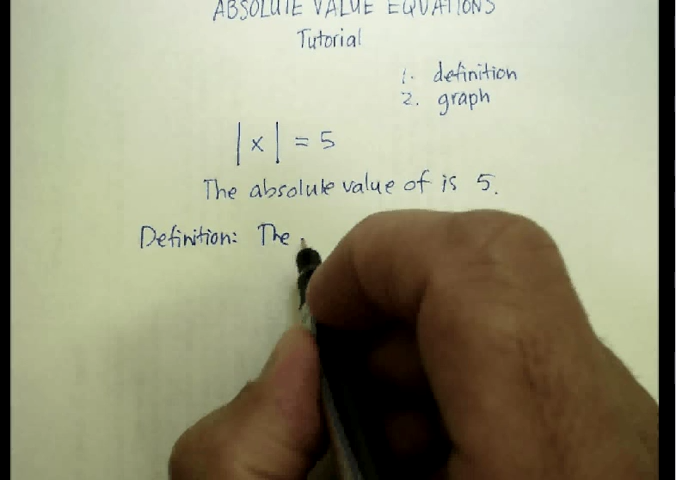 ABSOLUTE VALUE EQUATIONS
Tutorial
1. definition
2. graph
|x| = 5
The absolute value of is 5.
Definition: The